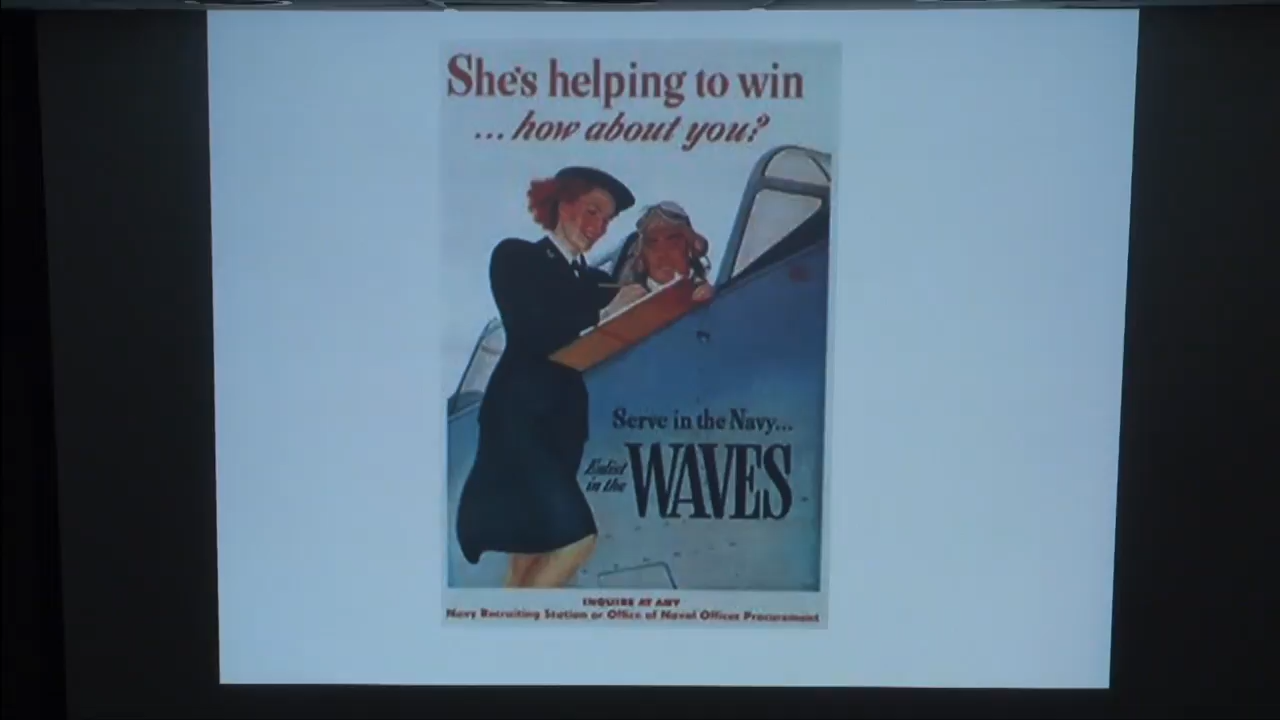 She's helping to win
... how about you?
Serve in the Navy...
Enlist
in the
WAVES
INQUIRE AT ANY
Navy Recruiting Station or Office of Naval Officer Procurement